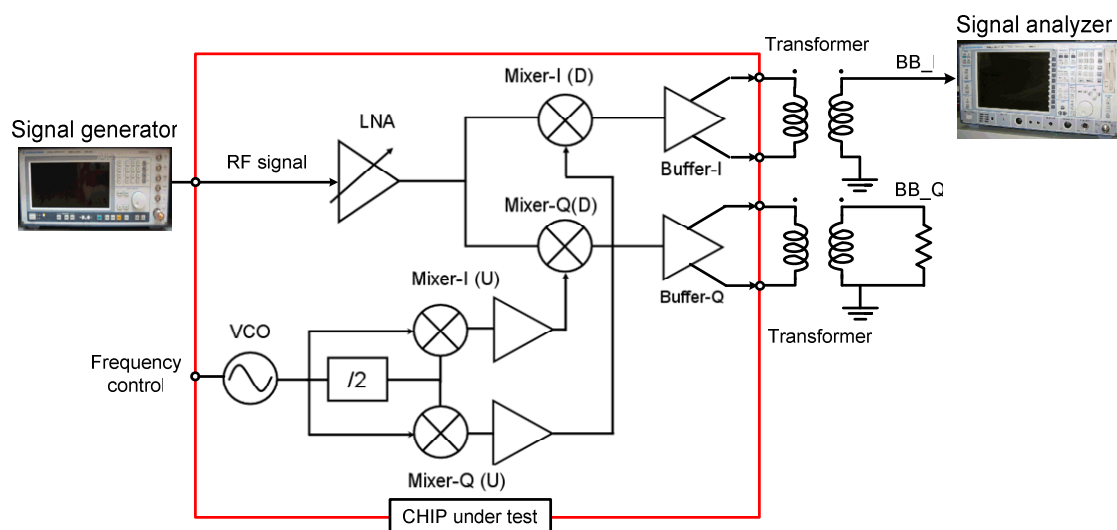 Signal analyzer
Transformer
BB_I
Mixer-I (D)
LNA
Signal generator
RF signal
Buffer-I
Mixer-Q(D)
BB_Q
Mixer-I (U)
Buffer-Q
VCO
Transformer
Frequency
control
/2
Mixer-Q (U)
CHIP under test